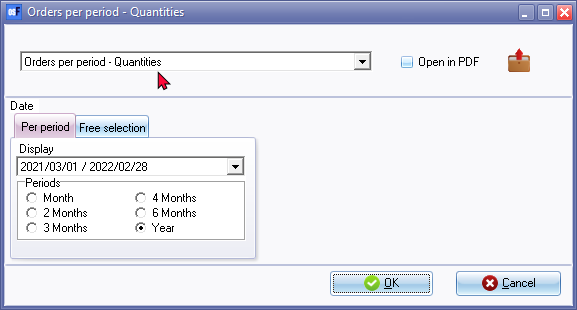 Orders per period - Quantities
Orders per period - Quantities
Open in PDF
Date
Per period
Free selection
Display
2021/03/01 / 2022/02/28
Periods
Month
4 Months
2 Months
6 Months
3 Months
Year
OK
Cancel